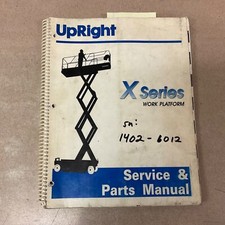 UpRight
X Series
WORK PLATFORM
sn:
1402 - 6012
Service &
Parts Manual